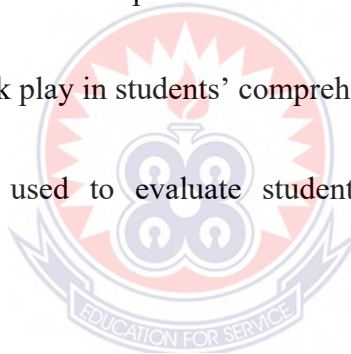 k play in students’ compreh
used to evaluate student
EDUCATION FOR SERVICE